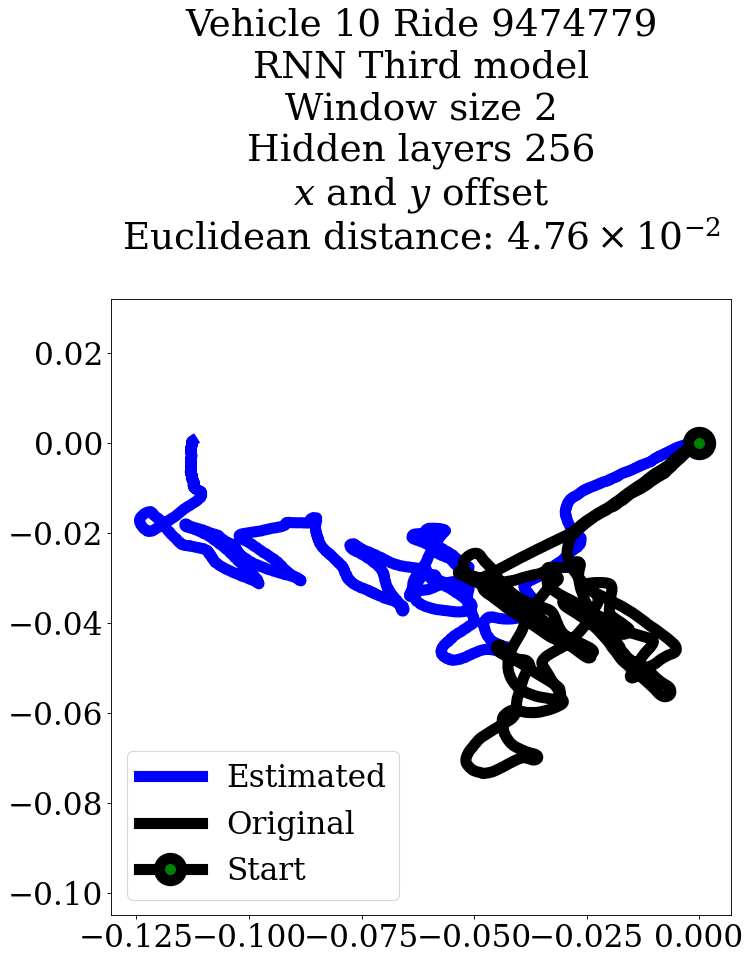 Vehicle 10 Ride 9474779
RNN Third model
Window size 2
Hidden layers 256
x and y offset
Euclidean distance: 4.76 × 10⁻²
0.02
0.00
−0.02
−0.04
−0.06
−0.08
−0.10
Estimated
Original
Start
−0.125 −0.100 −0.075 −0.050 −0.025 0.000